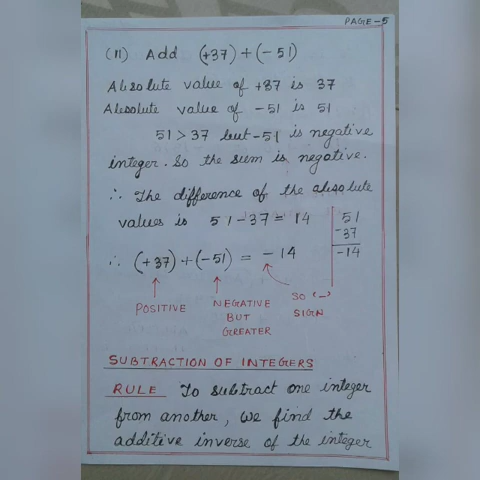 PAGE-5
(11) Add (+37)+(-51)
Absolute value of +37 is 37
Absolute value of -51 is 51
51 > 37 but -51 is negative
integer. So the sum is negative.
∴ The difference of the absolute
values is 51-37 = 14
51
-37
-14
∴ (+37)+(-51) = -14
POSITIVE
NEGATIVE
BUT
GREATER
SO (-)
SIGN
SUBTRACTION OF INTEGERS
RULE To subtract one integer
from another, we find the
additive inverse of the integer